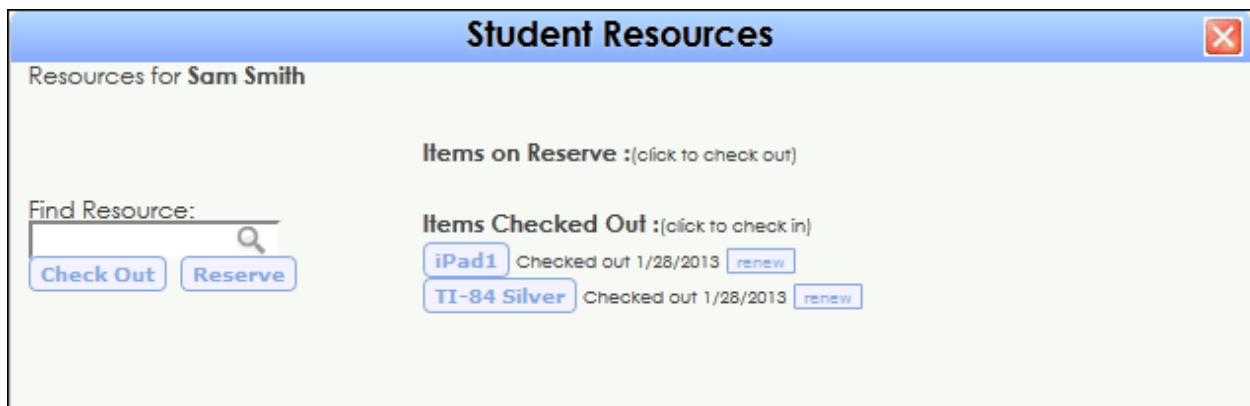 Student Resources
Resources for Sam Smith
Items on Reserve :(click to check out)
Find Resource:
Check Out Reserve
Items Checked Out :(click to check in)
iPad1 Checked out 1/28/2013 renew
TI-84 Silver Checked out 1/28/2013 renew